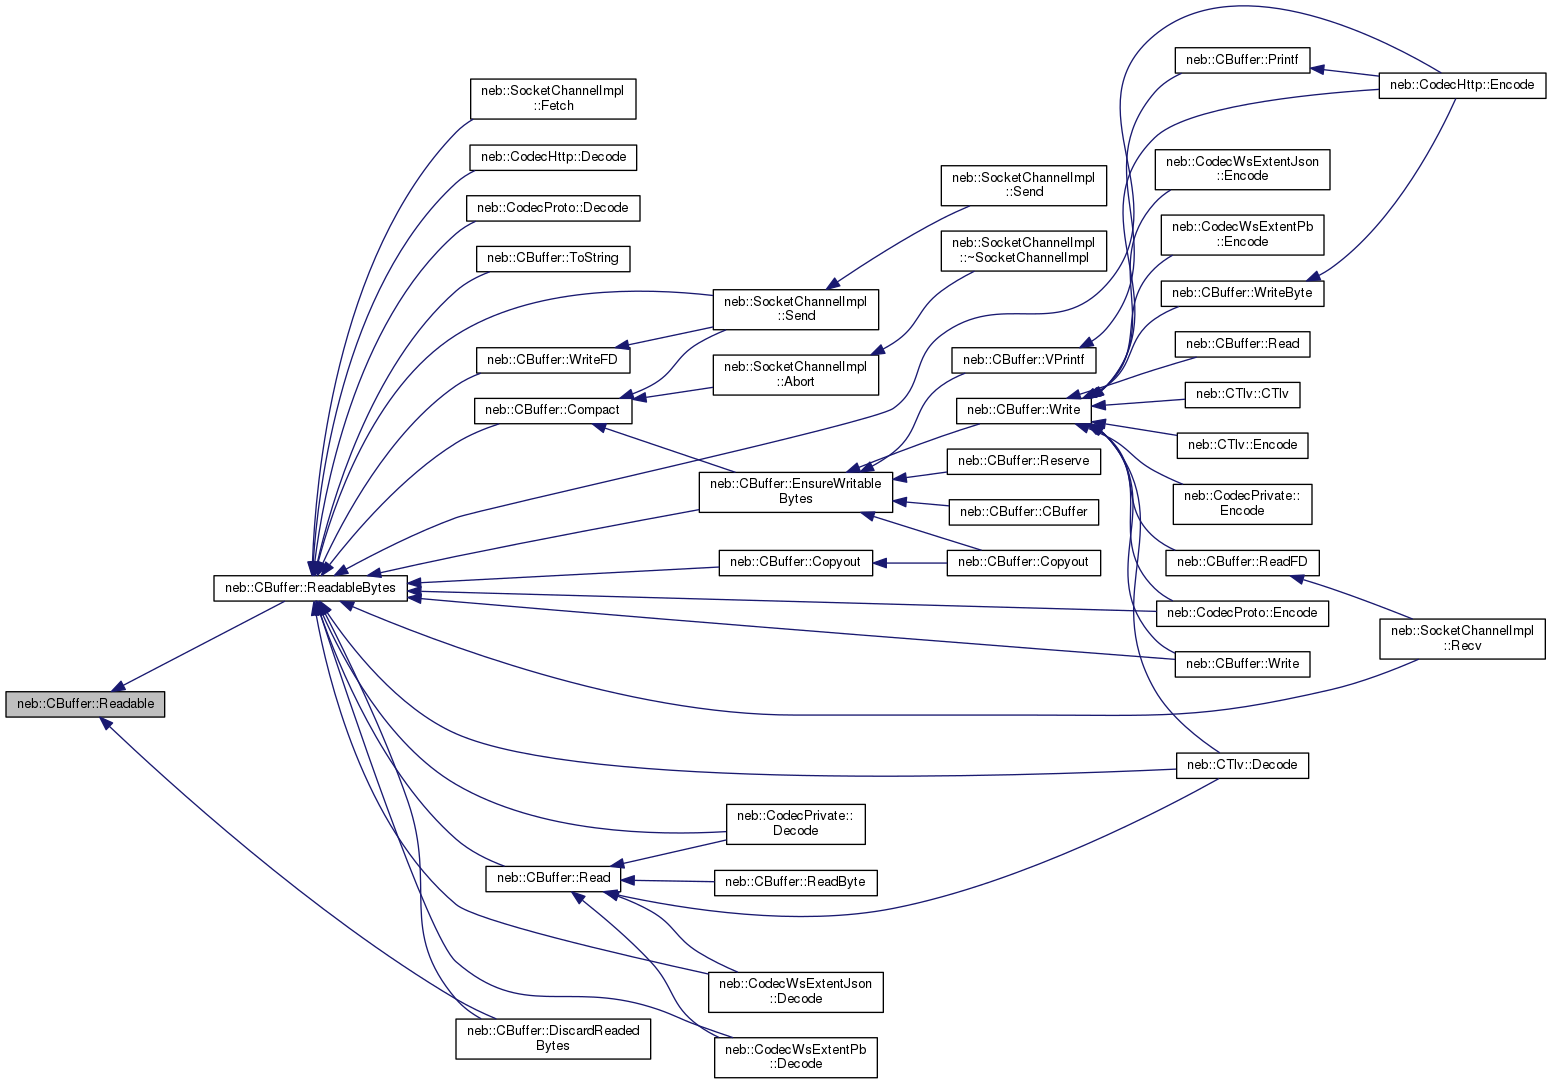 neb::CBuffer::Readable
neb::CBuffer::ReadableBytes
neb::SocketChannelImpl
::Fetch
neb::CodecHttp::Decode
neb::CodecProto::Decode
neb::CBuffer::ToString
neb::CBuffer::WriteFD
neb::CBuffer::Compact
neb::CBuffer::Read
neb::CBuffer::DiscardReaded
Bytes
neb::SocketChannelImpl
::Send
neb::SocketChannelImpl
::Abort
neb::CBuffer::EnsureWritable
Bytes
neb::CBuffer::Copyout
neb::CodecPrivate::
Decode
neb::CBuffer::ReadByte
neb::CodecWsExtentJson
::Decode
neb::CodecWsExtentPb
::Decode
neb::SocketChannelImpl
::Send
neb::SocketChannelImpl
::~SocketChannelImpl
neb::CBuffer::VPrintf
neb::CBuffer::Write
neb::CBuffer::Reserve
neb::CBuffer::CBuffer
neb::CBuffer::Copyout
neb::CBuffer::Printf
neb::CodecWsExtentJson
::Encode
neb::CodecWsExtentPb
::Encode
neb::CBuffer::WriteByte
neb::CBuffer::Read
neb::CTlv::CTlv
neb::CTlv::Encode
neb::CodecPrivate::
Encode
neb::CBuffer::ReadFD
neb::CodecProto::Encode
neb::CBuffer::Write
neb::CTlv::Decode
neb::CodecHttp::Encode
neb::SocketChannelImpl
::Recv